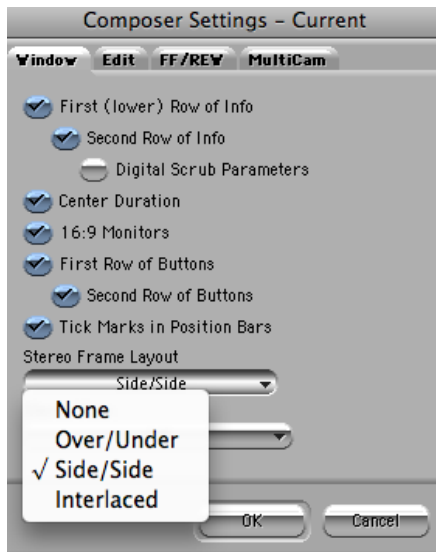 Composer Settings – Current
Window Edit FF/REW MultiCam
First (lower) Row of Info
Second Row of Info
Digital Scrub Parameters
Center Duration
16:9 Monitors
First Row of Buttons
Second Row of Buttons
Tick Marks in Position Bars
Stereo Frame Layout
Side/Side
None
Over/Under
√ Side/Side
Interlaced
OK Cancel